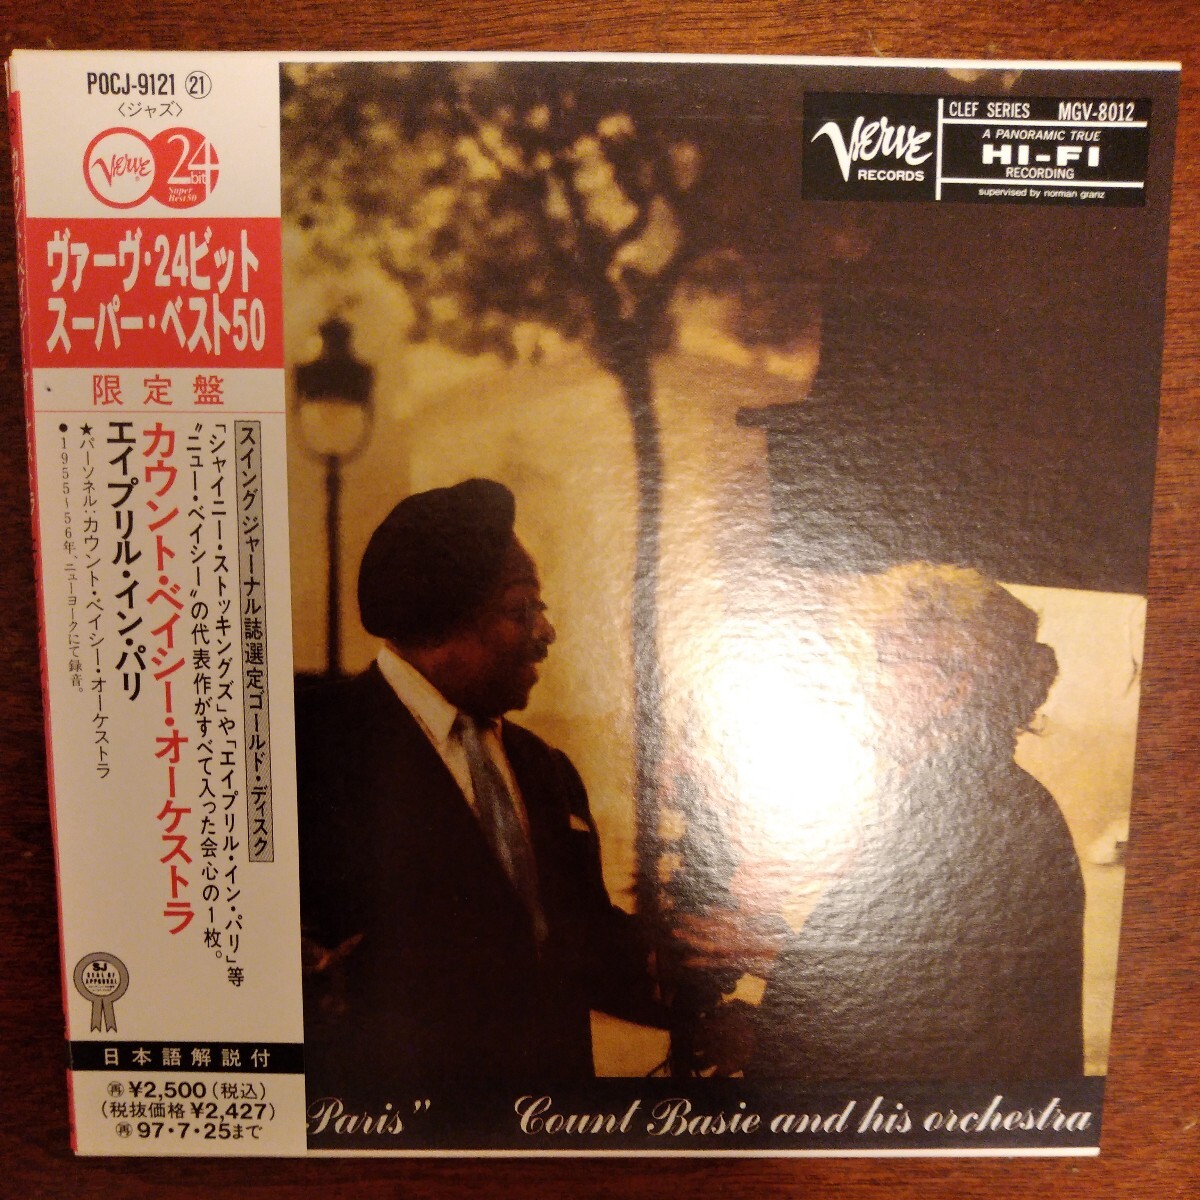 POCJ-9121 ㉑
〈ジャズ〉
Verve
24bit
Super
Best 50
ヴァーヴ・24ビット
スーパー・ベスト50
限定盤
スイングジャーナル誌選定ゴールド・ディスク
「シャイニー・ストッキングズ」や「エイプリル・イン・パリ」等
"ニュー・ベイシー"の代表作がすべて入った会心の1枚。
カウント・ベイシー・オーケストラ
エイプリル・イン・パリ
★パーソネル：カウント・ベイシー・オーケストラ
●1955〜56年、ニューヨークにて録音。
SJ
SEAL OF
APPROVAL
日本語解説付
再 ¥2,500(税込)
(税抜価格¥2,427)
再 97・7・25まで
Verve
RECORDS
CLEF SERIES MGV-8012
A PANORAMIC TRUE
HI-FI
RECORDING
supervised by norman granz
Paris" Count Basie and his orchestra